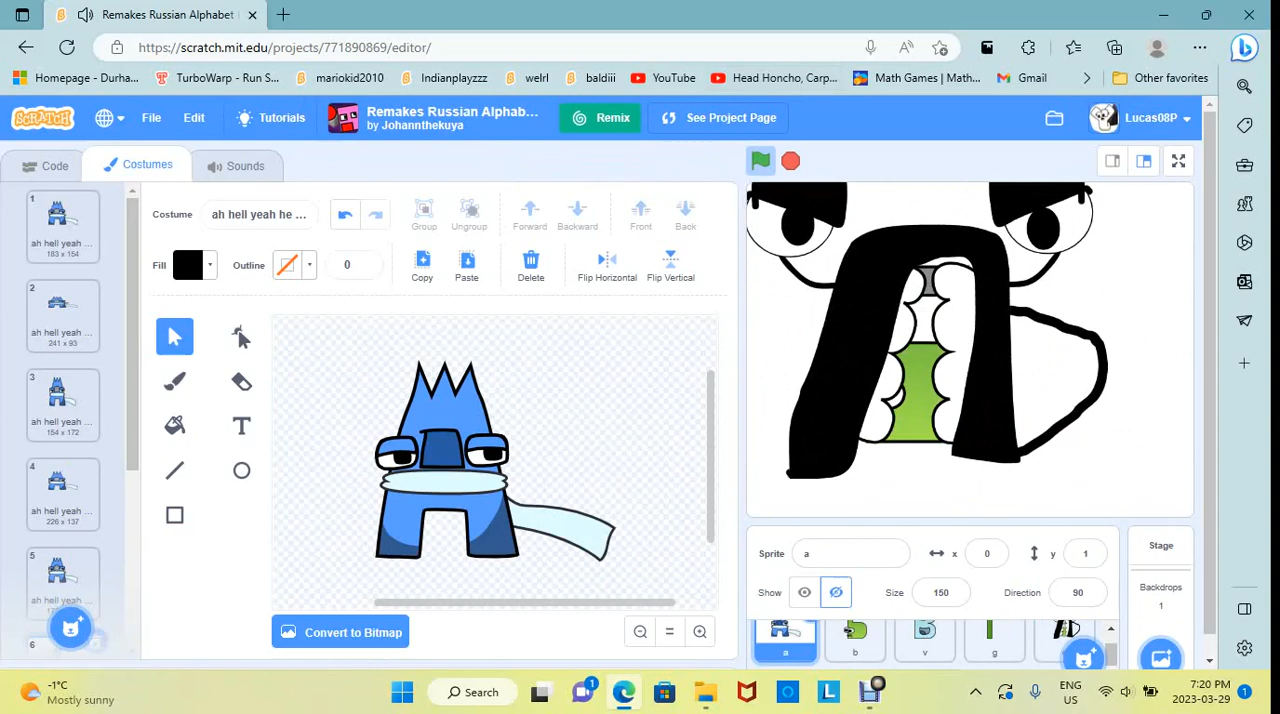 Remakes Russian Alphabet
https://scratch.mit.edu/projects/771890869/editor/
Homepage - Durha... TurboWarp - Run S... mariokid2010 Indianplayzzz welrl baldiii YouTube Head Honcho, Carp... Math Games | Math... Gmail Other favorites
SCRATCH File Edit Tutorials Remakes Russian Alphab... Remix See Project Page Lucas08P
by Johannthekuya
Code Costumes Sounds
Costume ah hell yeah he ... Group Ungroup Forward Backward Front Back
Fill Outline 0 Copy Paste Delete Flip Horizontal Flip Vertical
1
ah hell yeah ...
183 x 154
2
ah hell yeah ...
241 x 93
3
ah hell yeah ...
154 x 172
4
ah hell yeah ...
226 x 137
5
ah hell yeah ...
6
Convert to Bitmap
Sprite a x 0 y 1
Show Size 150 Direction 90
a b v g
Stage
Backdrops
1
-1°C
Mostly sunny
Search
1
ENG
US
7:20 PM
2023-03-29
1